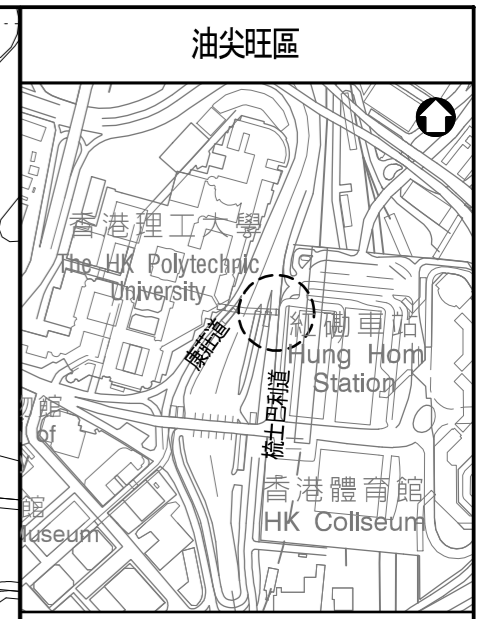 油尖旺區
香港理工大學
The HK Polytechnic
University
康莊道
紅磡車站
Hung Hom
Station
梳士巴利道
物館
of
香港體育館
HK Coliseum
館
Museum